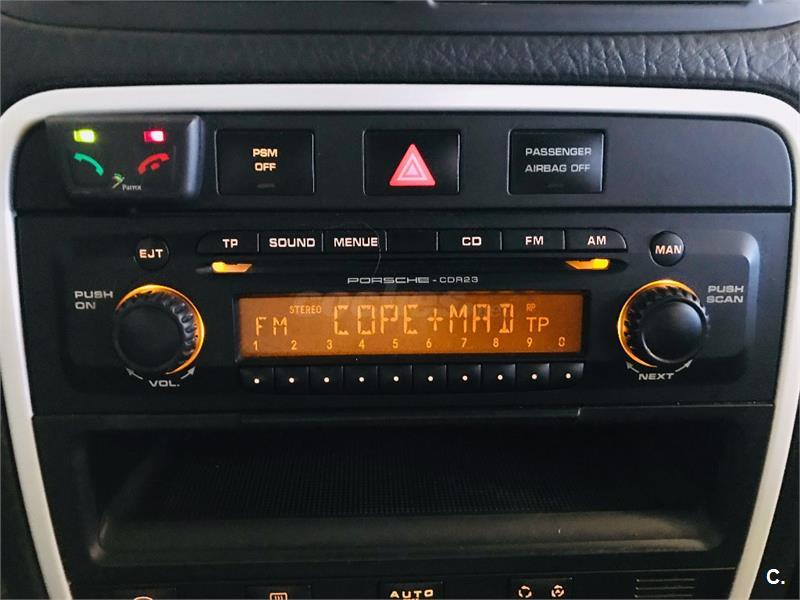 Parrot
PSM OFF
PASSENGER AIRBAG OFF
EJT
TP SOUND MENUE CD FM AM
MAN
PORSCHE - CDR23
PUSH ON
PUSH SCAN
STEREO RP
FM COPE+MAD TP
1 2 3 4 5 6 7 8 9 0
VOL.
NEXT
AUTO
C.